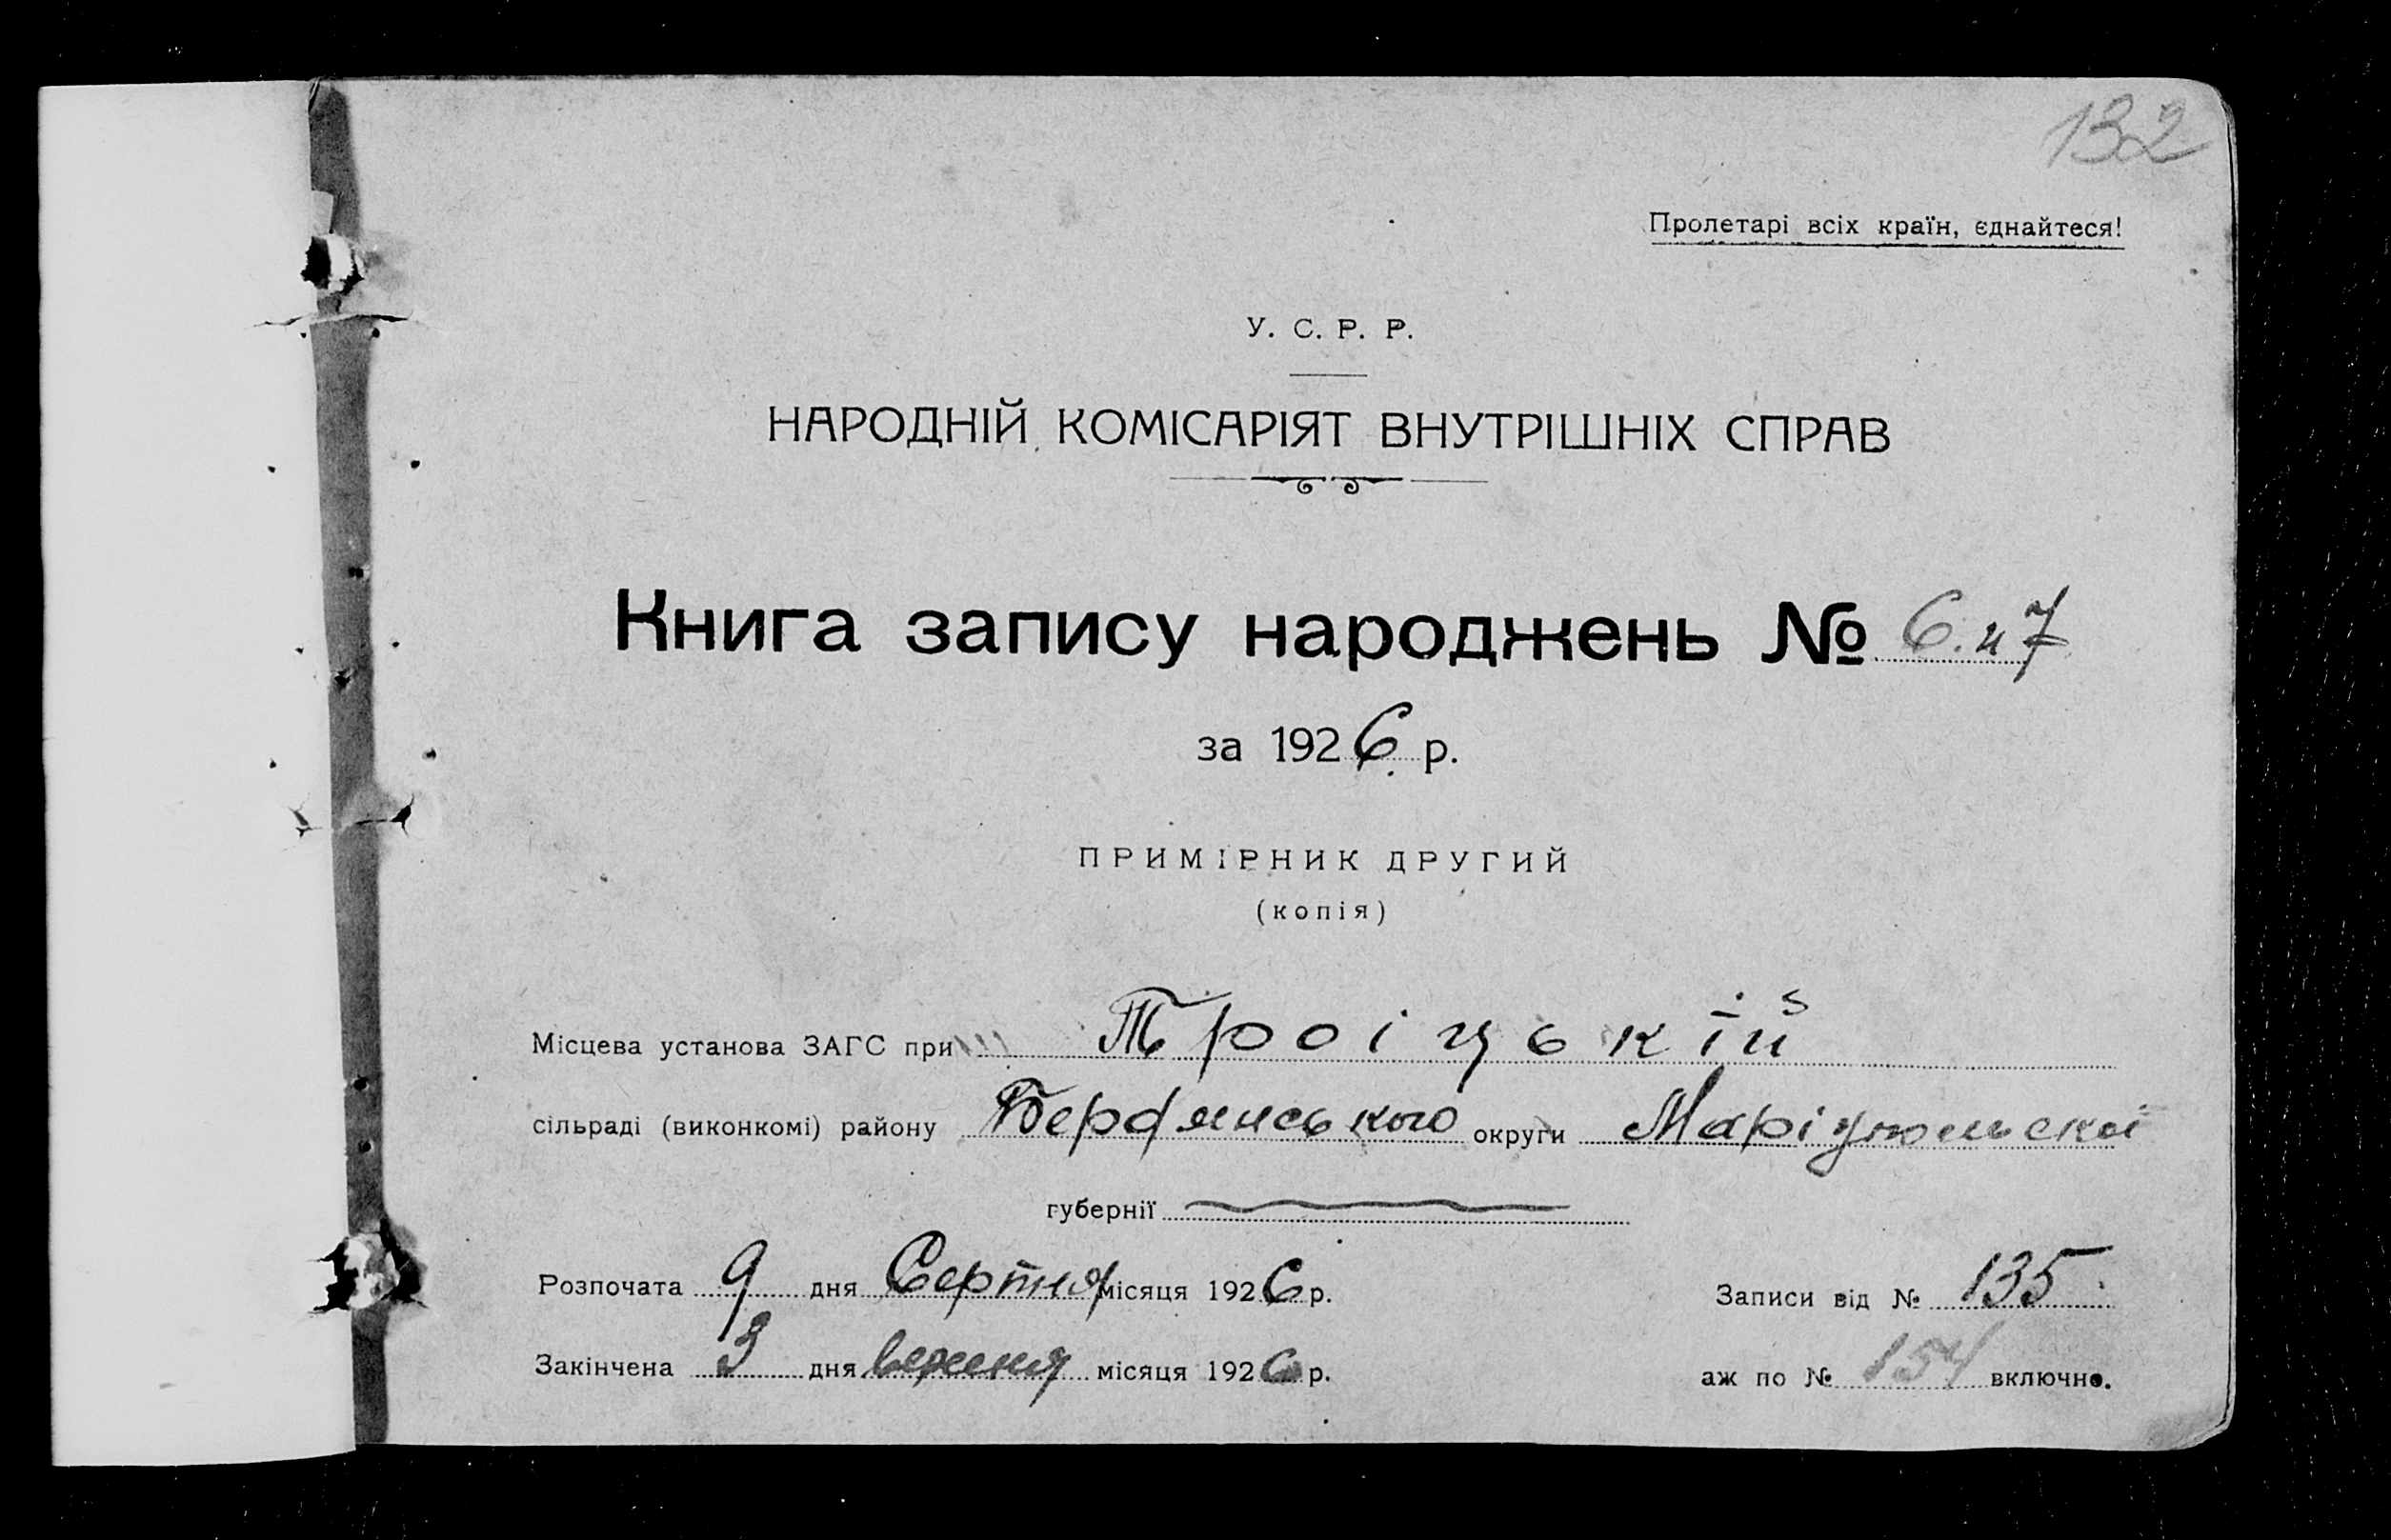 132
Пролетарі всіх країн, єднайтеся!
У. С. Р. Р.
НАРОДНІЙ КОМІСАРІЯТ ВНУТРІШНІХ СПРАВ
Книга запису народжень № 6. и 7
за 1926 р.
ПРИМІРНИК ДРУГИЙ
(копія)
Місцева установа ЗАГС при Троіцькій
сільраді (виконкомі) району Бердянського округи Маріупольскоі
губернії
Розпочата 9 дня Серпня місяця 1926 р. Записи від № 135
Закінчена 3 дня вересня місяця 1926 р. аж по № 154 включно.